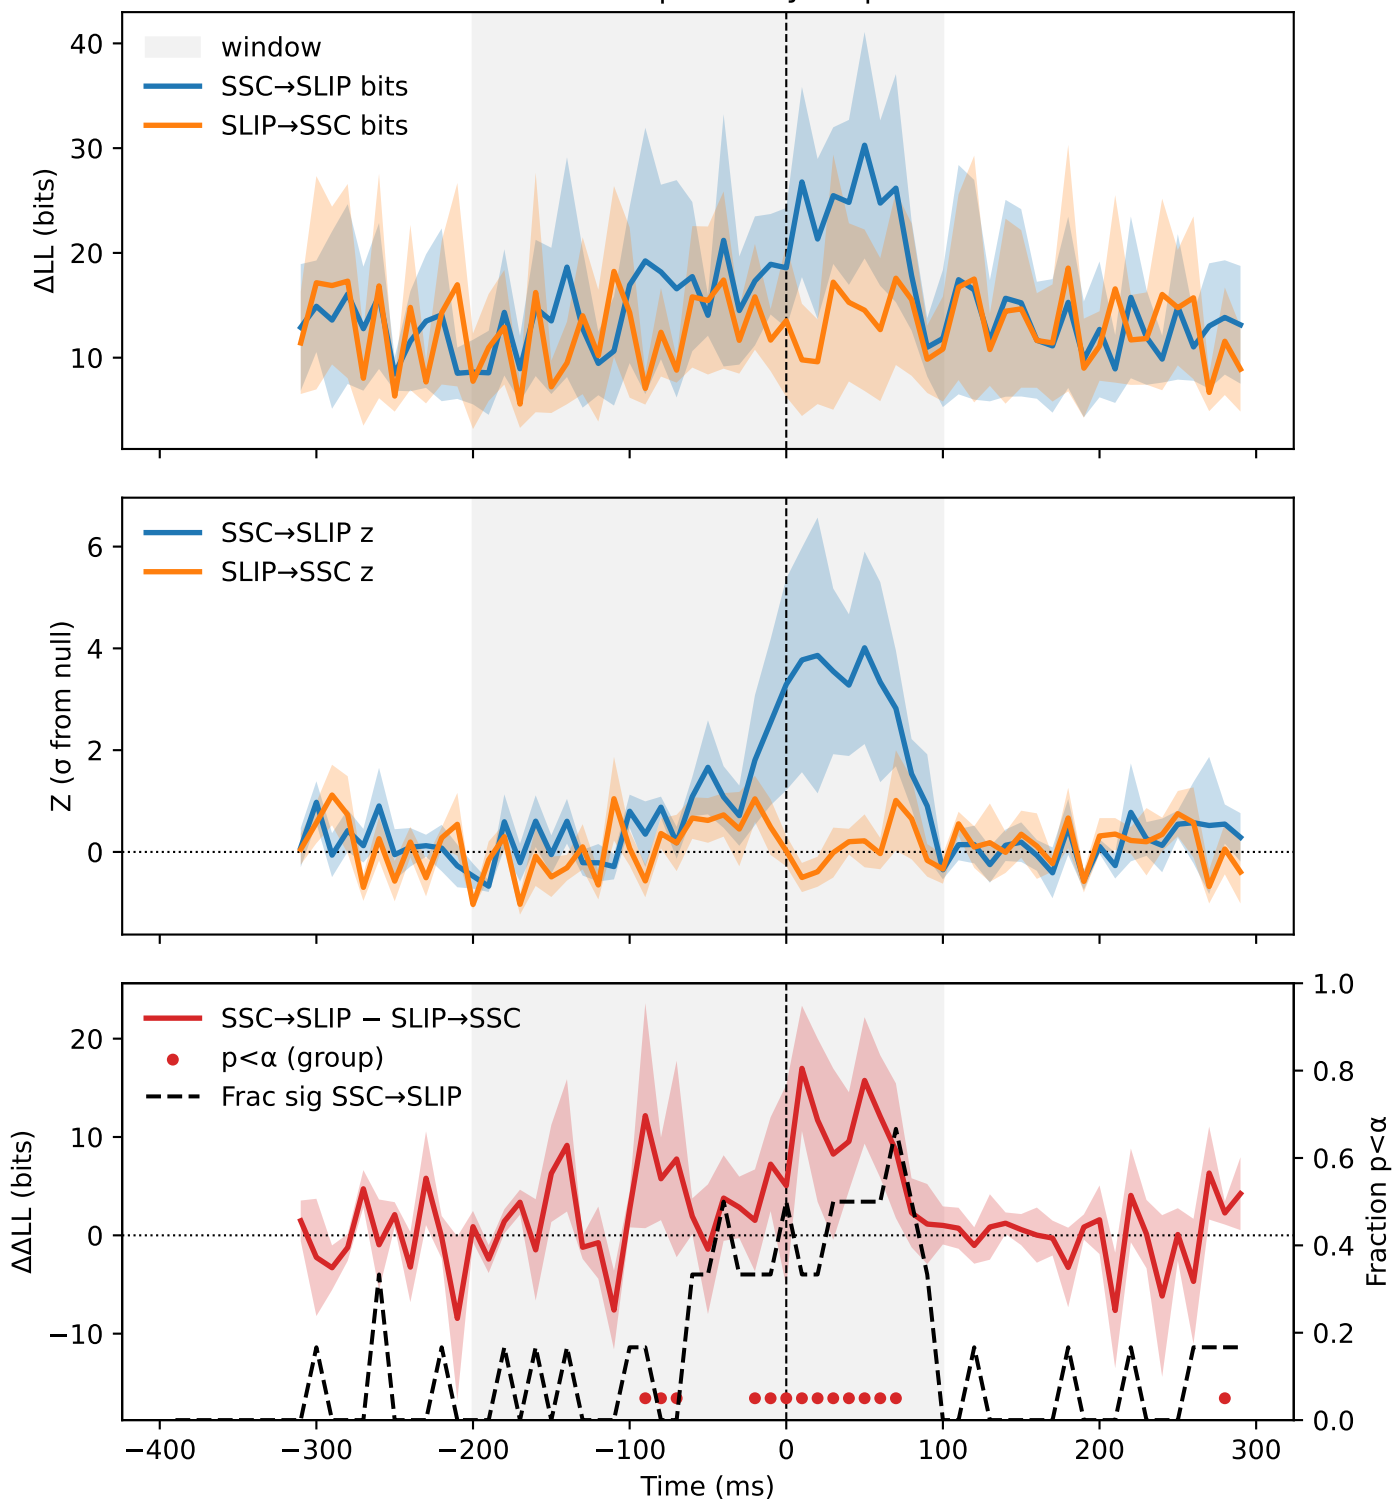 40
30
20
10
ΔLL (bits)
window
SSC→SLIP bits
SLIP→SSC bits
6
4
2
0
Z (σ from null)
SSC→SLIP z
SLIP→SSC z
20
10
0
−10
ΔΔLL (bits)
SSC→SLIP − SLIP→SSC
p<α (group)
Frac sig SSC→SLIP
1.0
0.8
0.6
0.4
0.2
0.0
Fraction p<α
−400 −300 −200 −100 0 100 200 300
Time (ms)